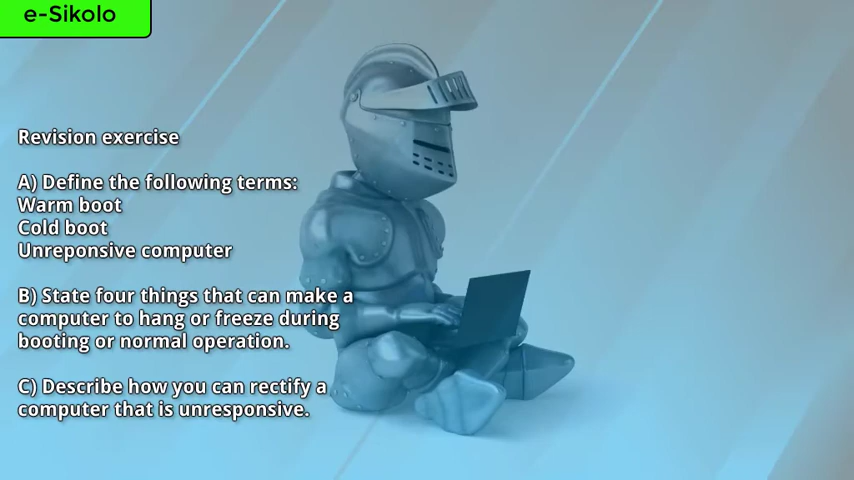 e-Sikolo
Revision exercise
A) Define the following terms:
Warm boot
Cold boot
Unreponsive computer
B) State four things that can make a
computer to hang or freeze during
booting or normal operation.
C) Describe how you can rectify a
computer that is unresponsive.